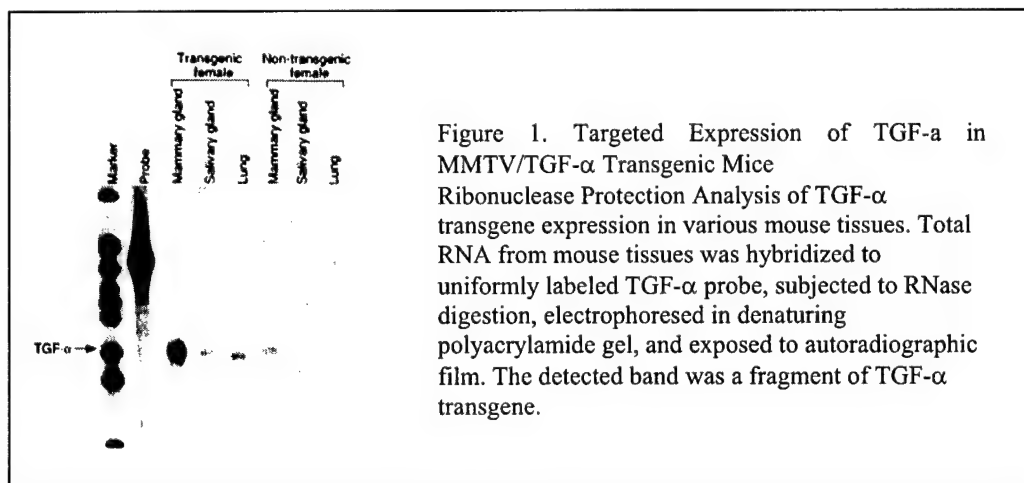 Transgenic female
Non-transgenic female
Marker
Probe
Mammary gland
Salivary gland
Lung
Mammary gland
Salivary gland
Lung
TGF-α
Figure 1. Targeted Expression of TGF-a in
MMTV/TGF-α Transgenic Mice
Ribonuclease Protection Analysis of TGF-α
transgene expression in various mouse tissues. Total
RNA from mouse tissues was hybridized to
uniformly labeled TGF-α probe, subjected to RNase
digestion, electrophoresed in denaturing
polyacrylamide gel, and exposed to autoradiographic
film. The detected band was a fragment of TGF-α
transgene.